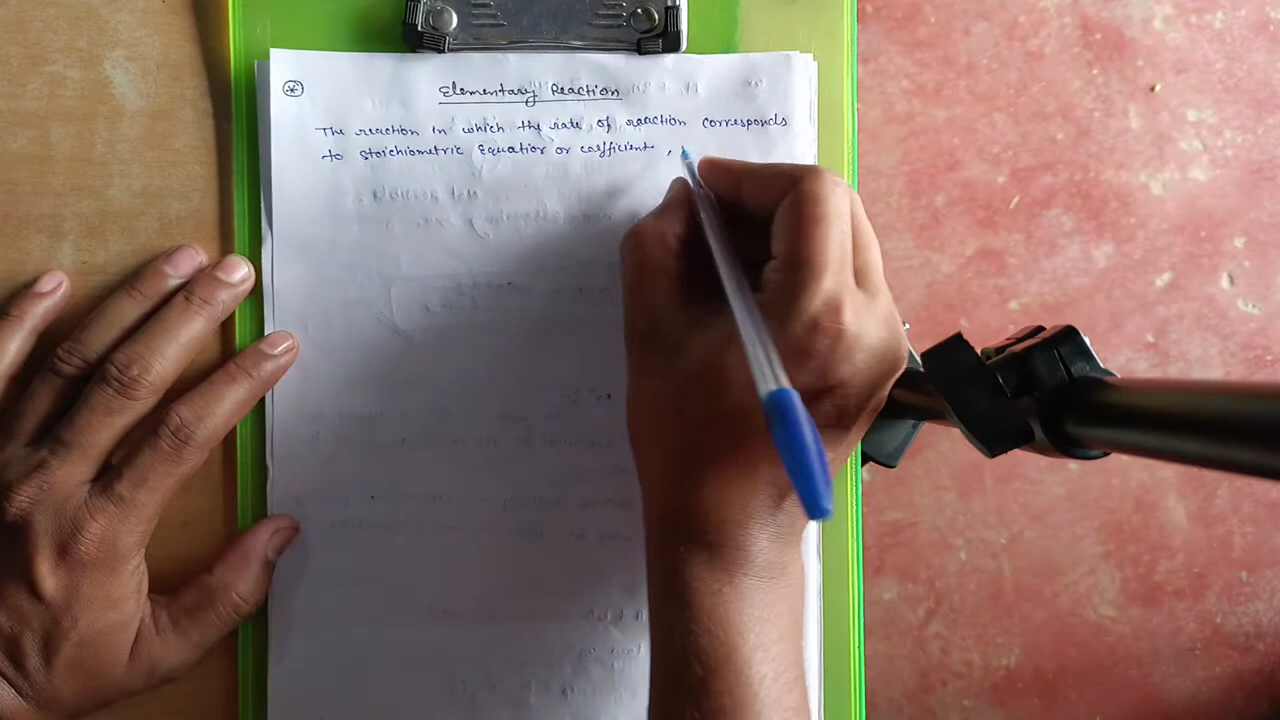 Elementary Reaction
The reaction in which the rate of reaction corresponds
to stoichiometric Equation or coefficient,